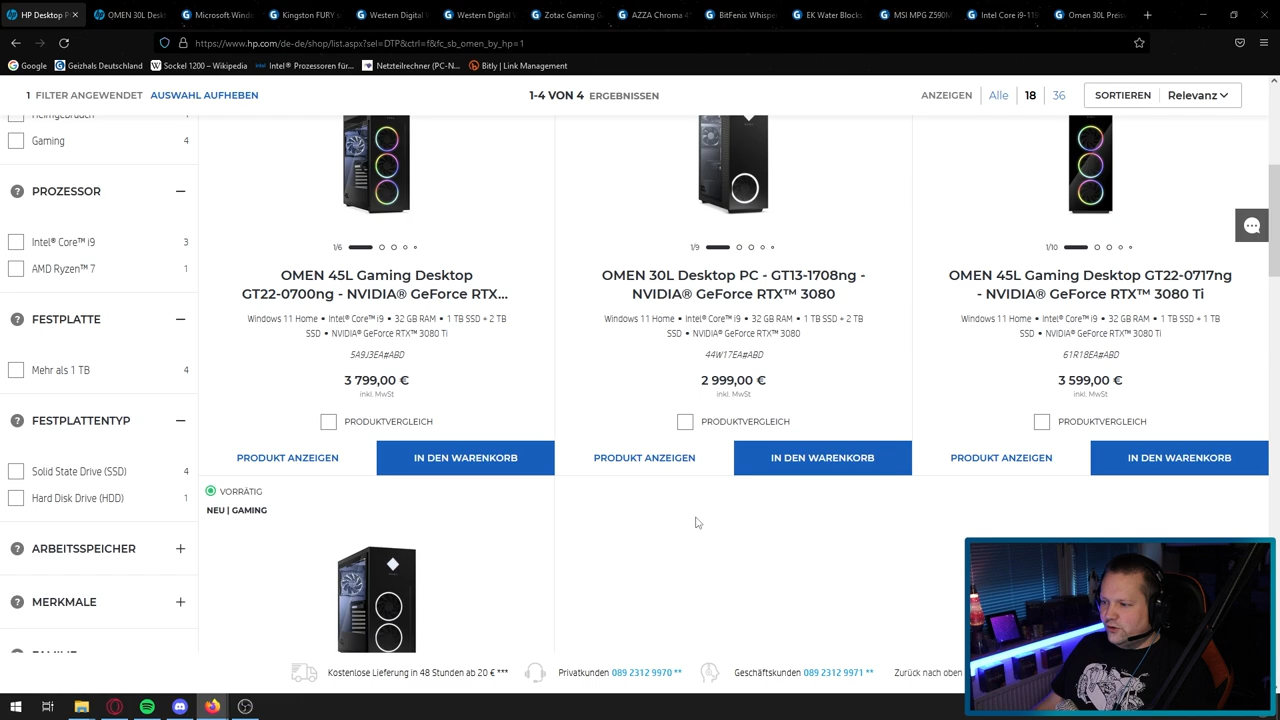 HP Desktop P
OMEN 30L Desk
Microsoft Wind
Kingston FURY s
Western Digital
Western Digital V
Zotac Gaming G
AZZA Chroma 4
BitFenix Whispe
EK Water Blocks
MSI MPG Z590M
Intel Core i9-119
Omen 30L Preis
https://www.hp.com/de-de/shop/list.aspx?sel=DTP&ctrl=f&fc_sb_omen_by_hp=1
Google
Geizhals Deutschland
Sockel 1200 – Wikipedia
Intel® Prozessoren für...
Netzteilrechner (PC-N...
Bitly | Link Management
1 FILTER ANGEWENDET AUSWAHL AUFHEBEN
1-4 VON 4 ERGEBNISSEN
ANZEIGEN Alle 18 36
SORTIEREN Relevanz
Heimgebrauch 1
Gaming 4
PROZESSOR
Intel® Core™ i9 3
AMD Ryzen™ 7 1
FESTPLATTE
Mehr als 1 TB 4
FESTPLATTENTYP
Solid State Drive (SSD) 4
Hard Disk Drive (HDD) 1
ARBEITSSPEICHER
MERKMALE
1/6
OMEN 45L Gaming Desktop
GT22-0700ng - NVIDIA® GeForce RTX...
Windows 11 Home • Intel® Core™ i9 • 32 GB RAM • 1 TB SSD + 2 TB
SSD • NVIDIA® GeForce RTX™ 3080 Ti
5A9J3EA#ABD
3 799,00 €
inkl. MwSt
PRODUKTVERGLEICH
PRODUKT ANZEIGEN
IN DEN WARENKORB
1/9
OMEN 30L Desktop PC - GT13-1708ng -
NVIDIA® GeForce RTX™ 3080
Windows 11 Home • Intel® Core™ i9 • 32 GB RAM • 1 TB SSD + 2 TB
SSD • NVIDIA® GeForce RTX™ 3080
44W17EA#ABD
2 999,00 €
inkl. MwSt
PRODUKTVERGLEICH
PRODUKT ANZEIGEN
IN DEN WARENKORB
1/10
OMEN 45L Gaming Desktop GT22-0717ng
- NVIDIA® GeForce RTX™ 3080 Ti
Windows 11 Home • Intel® Core™ i9 • 32 GB RAM • 1 TB SSD + 1 TB
SSD • NVIDIA® GeForce RTX™ 3080 Ti
61R18EA#ABD
3 599,00 €
inkl. MwSt
PRODUKTVERGLEICH
PRODUKT ANZEIGEN
IN DEN WARENKORB
VORRÄTIG
NEU | GAMING
Kostenlose Lieferung in 48 Stunden ab 20 € ***
Privatkunden 089 2312 9970 **
Geschäftskunden 089 2312 9971 **
Zurück nach oben